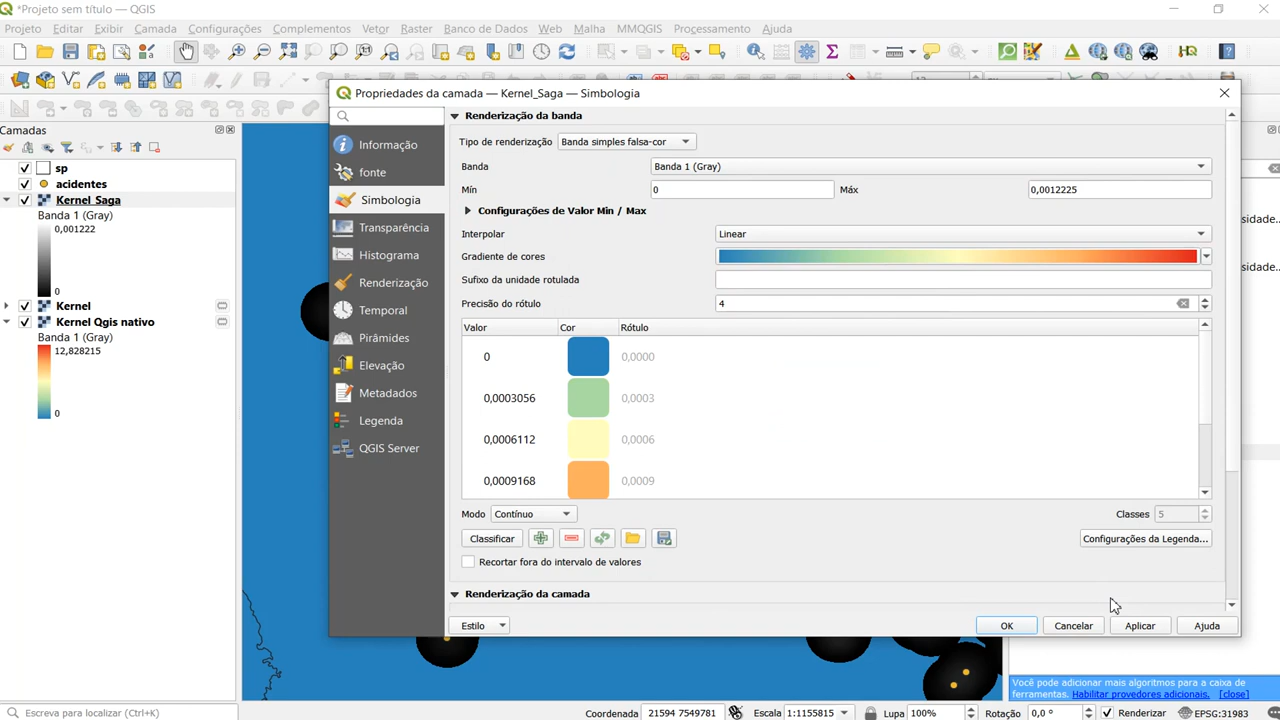 *Projeto sem título — QGIS
Projeto Editar Exibir Camada Configurações Complementos Vetor Raster Banco de Dados Web Malha MMQGIS Processamento Ajuda
Camadas
Propriedades da camada — Kernel_Saga — Simbologia
sp
acidentes
Kernel_Saga
Banda 1 (Gray)
0,001222
0
Kernel
Kernel Qgis nativo
Banda 1 (Gray)
12,828215
0
Informação
fonte
Simbologia
Transparência
Histograma
Renderização
Temporal
Pirâmides
Elevação
Metadados
Legenda
QGIS Server
Renderização da banda
Tipo de renderização Banda simples falsa-cor
Banda Banda 1 (Gray)
Mín 0 Máx 0,0012225
Configurações de Valor Min / Max
Interpolar Linear
Gradiente de cores
Sufixo da unidade rotulada
Precisão do rótulo 4
Valor Cor Rótulo
0 0,0000
0,0003056 0,0003
0,0006112 0,0006
0,0009168 0,0009
Modo Contínuo Classes 5
Classificar Configurações da Legenda...
Recortar fora do intervalo de valores
Renderização da camada
Estilo OK Cancelar Aplicar Ajuda
sidade..
sidade..
Você pode adicionar mais algoritmos para a caixa de
ferramentas. Habilitar provedores adicionais. [close]
Escreva para localizar (Ctrl+K) Coordenada 21594 7549781 Escala 1:1155815 Lupa 100% Rotação 0,0 ° Renderizar EPSG:31983